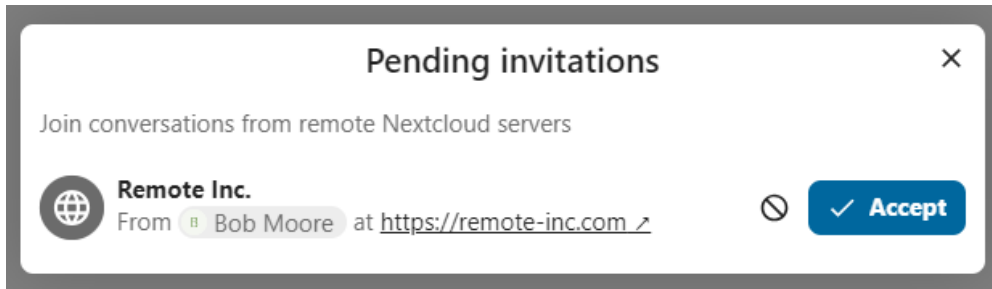 Pending invitations
Join conversations from remote Nextcloud servers
Remote Inc.
From B Bob Moore at https://remote-inc.com ↗
Accept